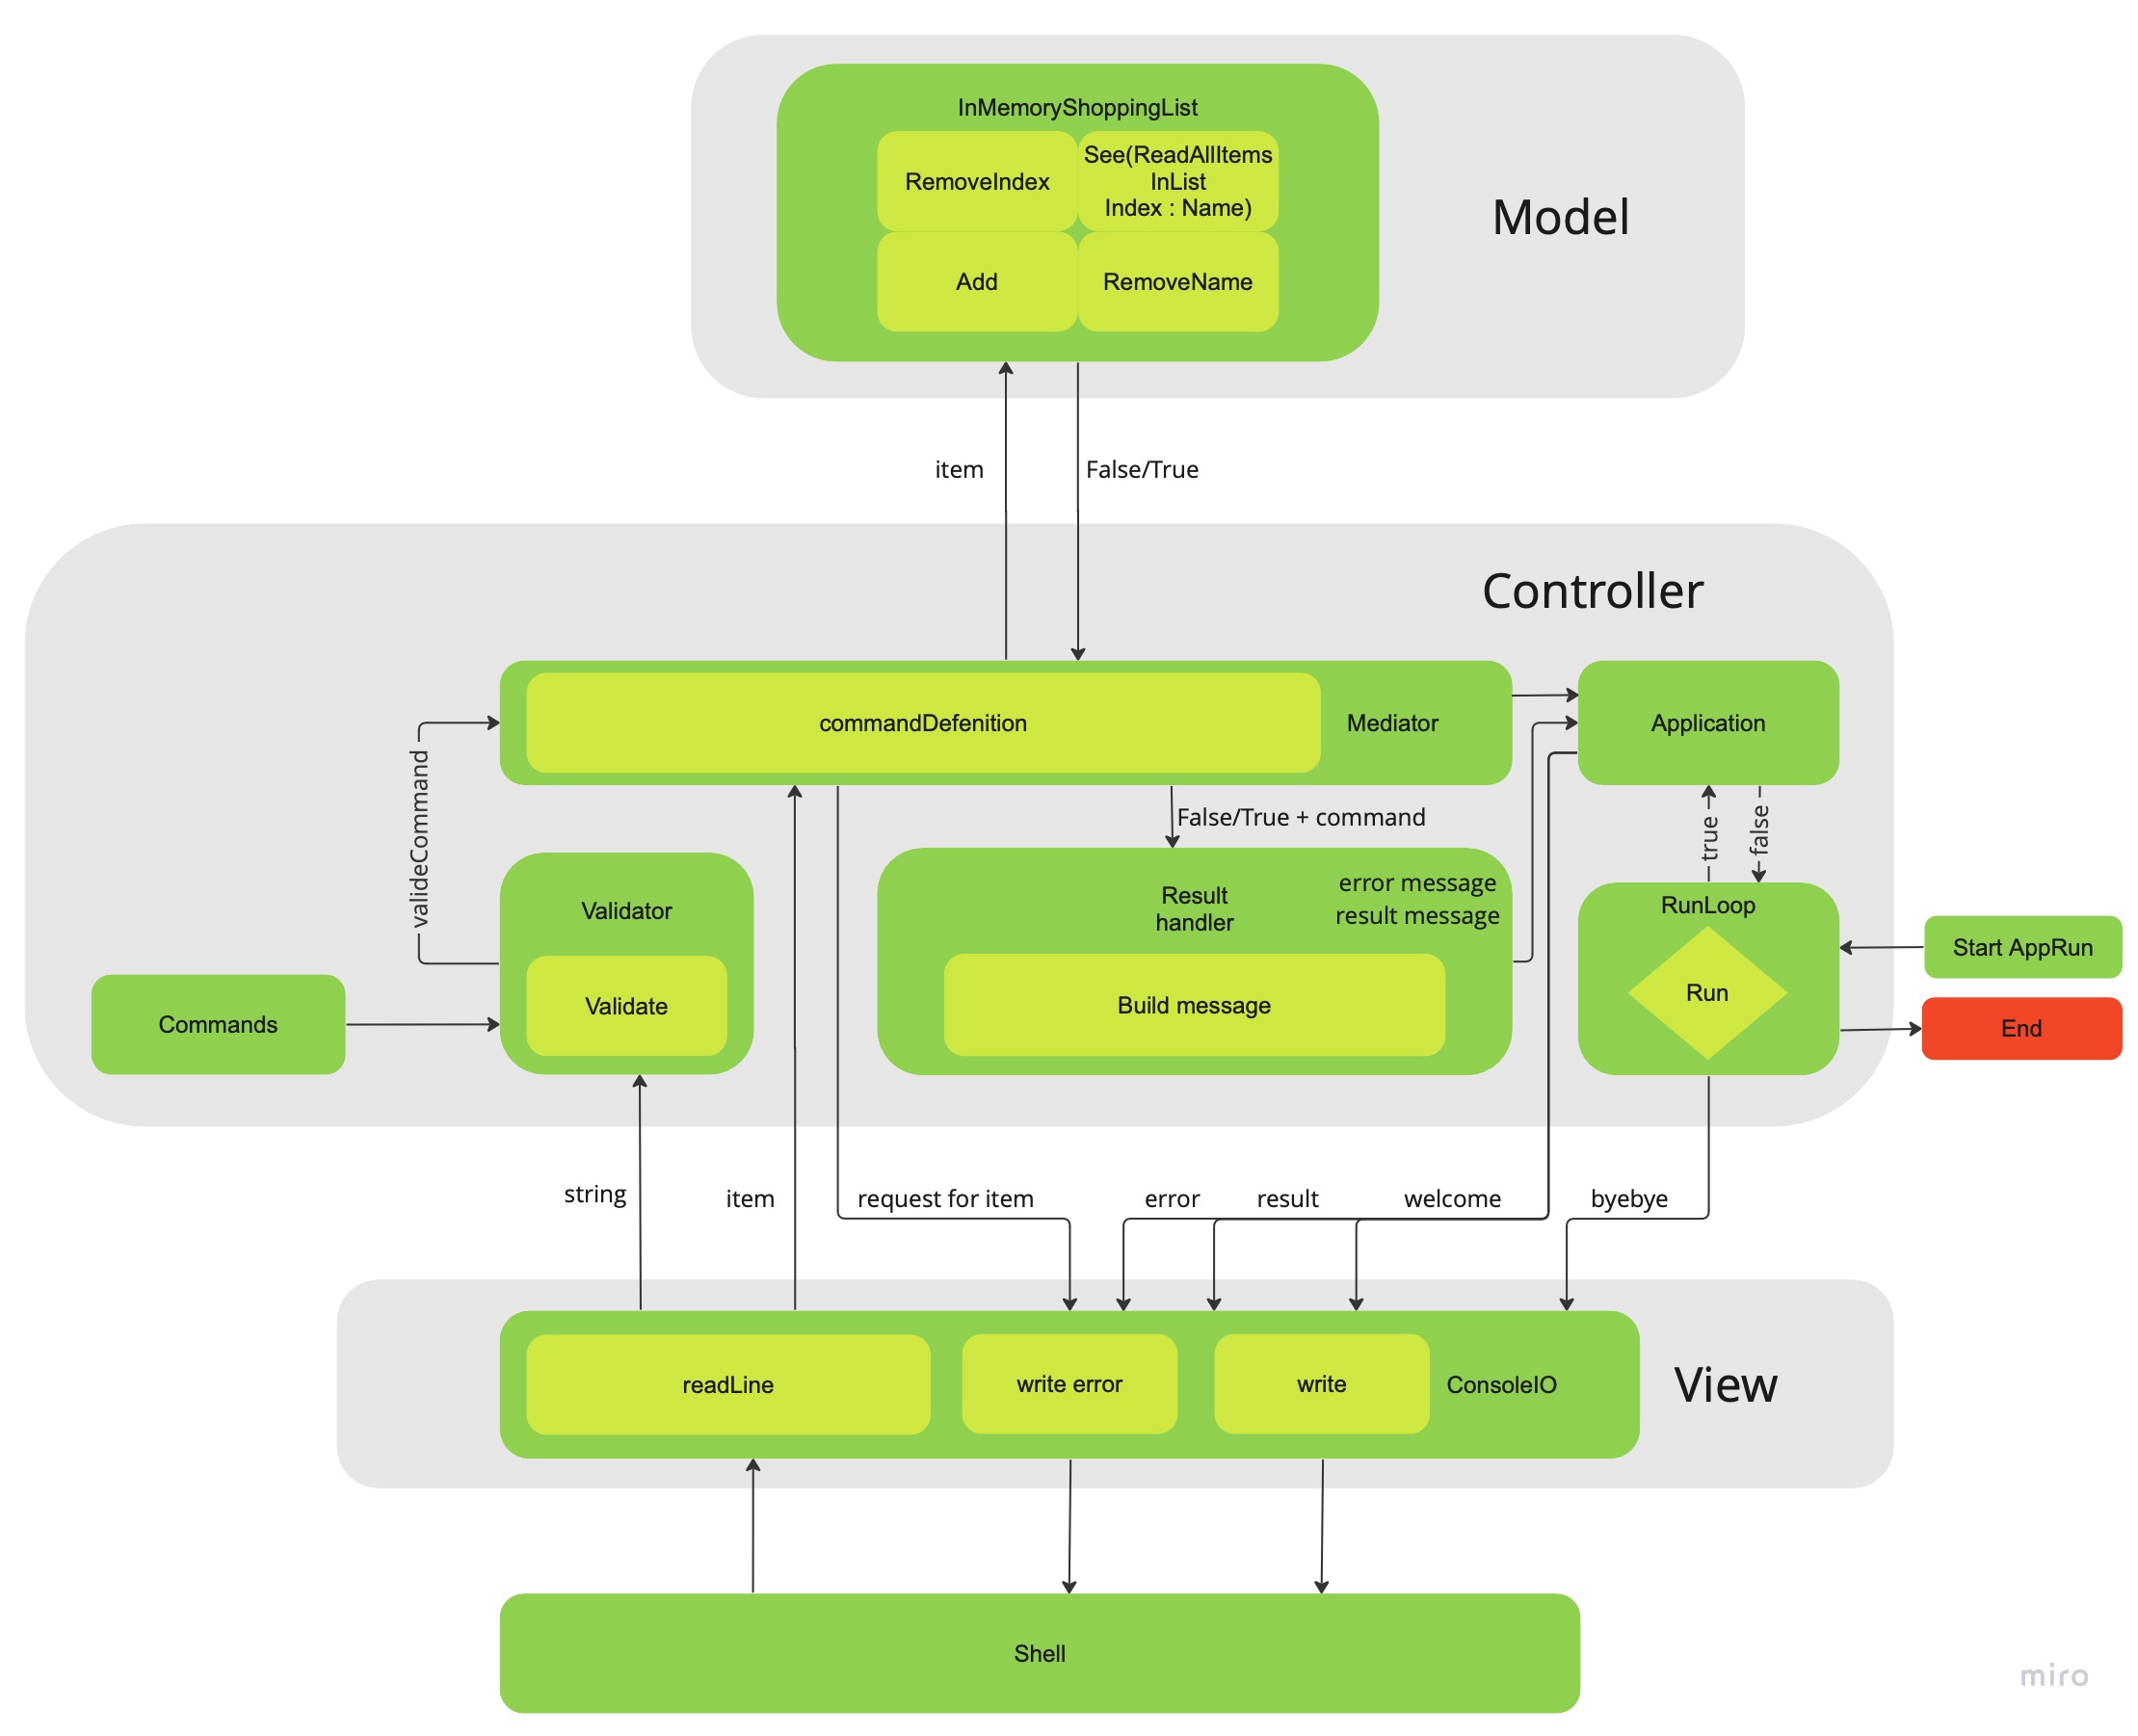 InMemoryShoppingList
RemoveIndex
See(ReadAllItems
InList
Index : Name)
Add
RemoveName
Model
item
False/True
Controller
commandDefenition
Mediator
Application
valideCommand
False/True + command
true
false
Validator
Validate
Commands
Result
handler
error message
result message
Build message
RunLoop
Run
Start AppRun
End
string
item
request for item
error
result
welcome
byebye
readLine
write error
write
ConsoleIO
View
Shell
miro